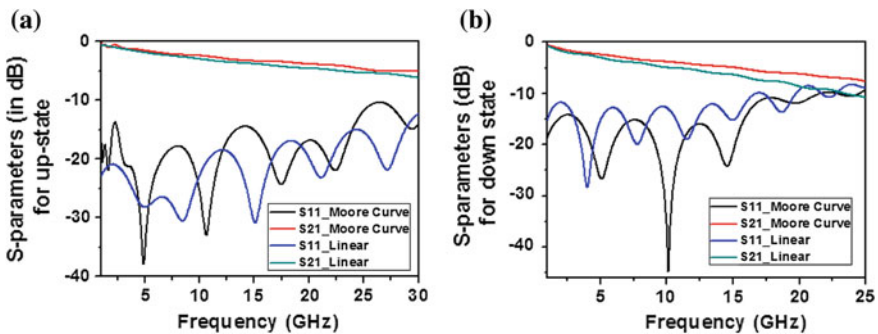 (a)
S-parameters (in dB)
for up-state
0
-10
-20
-30
-40
5
10
15
20
25
30
Frequency (GHz)
S11_Moore Curve
S21_Moore Curve
S11_Linear
S21_Linear
(b)
S-parameters (dB)
for down state
0
-10
-20
-30
-40
5
10
15
20
25
Frequency (GHz)
S11_Moore Curve
S21_Moore Curve
S11_Linear
S21_Linear